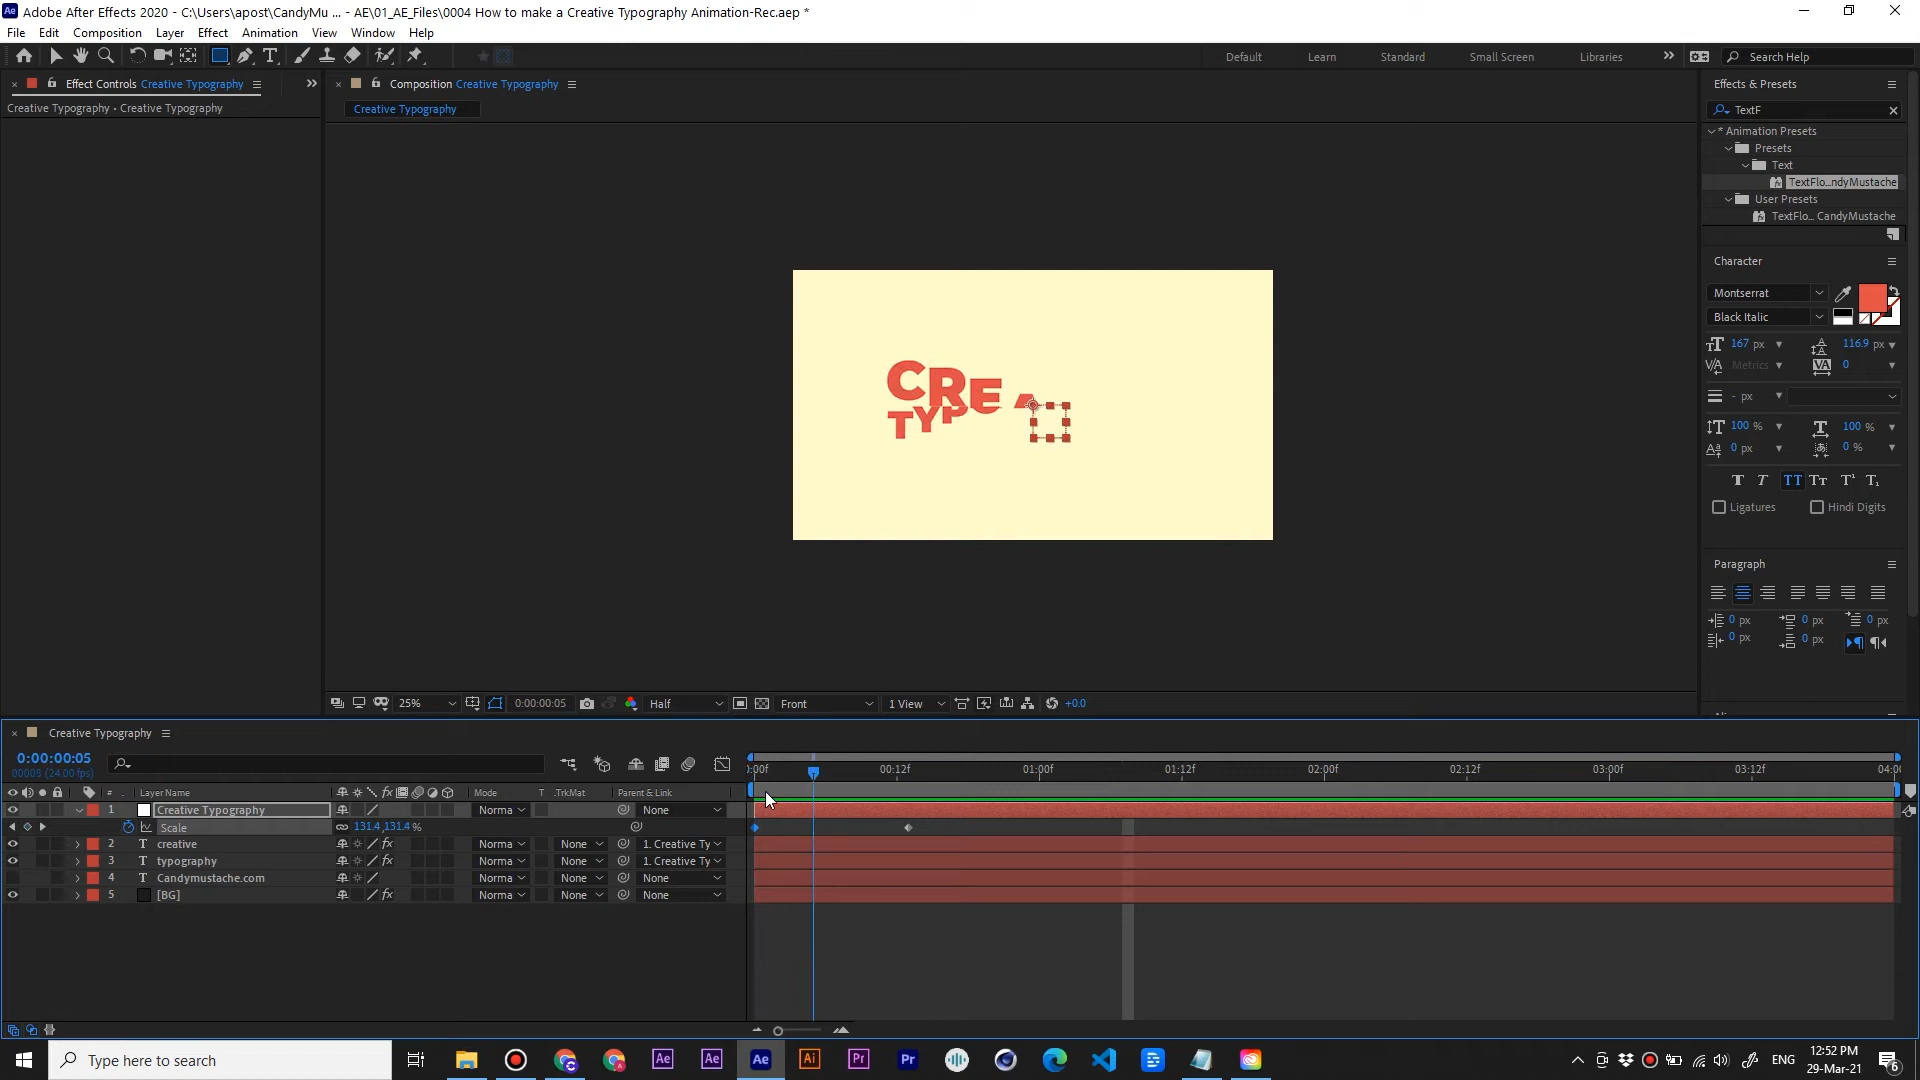 Adobe After Effects 2020 - C:\Users\apost\CandyMu ... - AE\01_AE_Files\0004 How to make a Creative Typography Animation-Rec.aep *
File Edit Composition Layer Effect Animation View Window Help
Default Learn Standard Small Screen Libraries Search Help
Effect Controls Creative Typography
Creative Typography • Creative Typography
Composition Creative Typography
Creative Typography
CRE
TYP
Effects & Presets
TextF
* Animation Presets
Presets
Text
TextFlo...ndyMustache
User Presets
TextFlo... CandyMustache
Character
Montserrat
Black Italic
167 px 116.9 px
Metrics 0
- px
100 % 100 %
0 px 0 %
Ligatures Hindi Digits
Paragraph
0 px 0 px 0 px
0 px 0 px
25% 0:00:00:05 Half Front 1 View +0.0
Creative Typography
0:00:00:05
00005 (24.00 fps)
:00f 00:12f 01:00f 01:12f 02:00f 02:12f 03:00f 03:12f 04:00
# Layer Name Mode T .TrkMat Parent & Link
1 Creative Typography Norma None
Scale 131.4,131.4 %
2 creative Norma None 1. Creative Ty
3 typography Norma None 1. Creative Ty
4 Candymustache.com Norma None None
5 [BG] Norma None None
Type here to search
ENG
12:52 PM
29-Mar-21
6